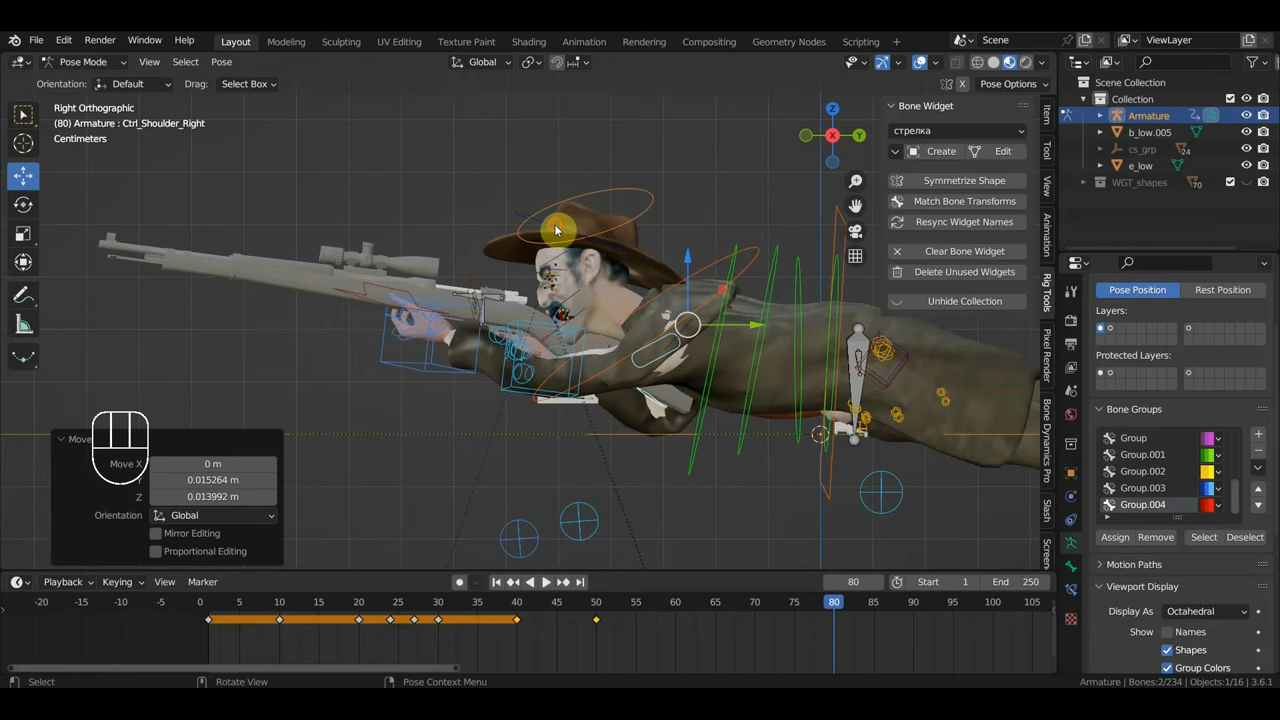 File Edit Render Window Help
Layout Modeling Sculpting UV Editing Texture Paint Shading Animation Rendering Compositing Geometry Nodes Scripting +
Scene
ViewLayer
Pose Mode View Select Pose
Global
Orientation: Default Drag: Select Box
X Pose Options
Right Orthographic
(80) Armature : Ctrl_Shoulder_Right
Centimeters
Z
Y
X
Bone Widget
стрелка
Create Edit
Symmetrize Shape
Match Bone Transforms
Resync Widget Names
Clear Bone Widget
Delete Unused Widgets
Unhide Collection
Item
Tool
View
Animation
Rig Tools
Pixel Render
Bone Dynamics Pro
Slash
Screen
Scene Collection
Collection
Armature
b_low.005
cs_grp 24
e_low
WGT_shapes 70
Pose Position Rest Position
Layers:
Protected Layers:
Bone Groups
Group
Group.001
Group.002
Group.003
Group.004
Assign Remove Select Deselect
Motion Paths
Viewport Display
Display As Octahedral
Show Names
Shapes
Group Colors
Move
Move X 0 m
0.015264 m
Z 0.013992 m
Orientation Global
Mirror Editing
Proportional Editing
Playback Keying View Marker
80 Start 1 End 250
-20 -15 -10 -5 0 5 10 15 20 25 30 35 40 45 50 55 60 65 70 75 80 85 90 95 100 105
Select Rotate View Pose Context Menu
Armature | Bones:2/234 | Objects:1/16 | 3.6.1